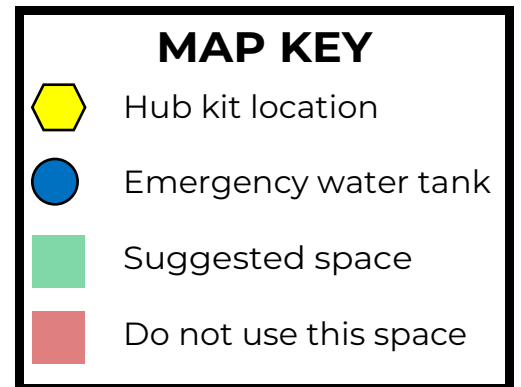 MAP KEY
Hub kit location
Emergency water tank
Suggested space
Do not use this space